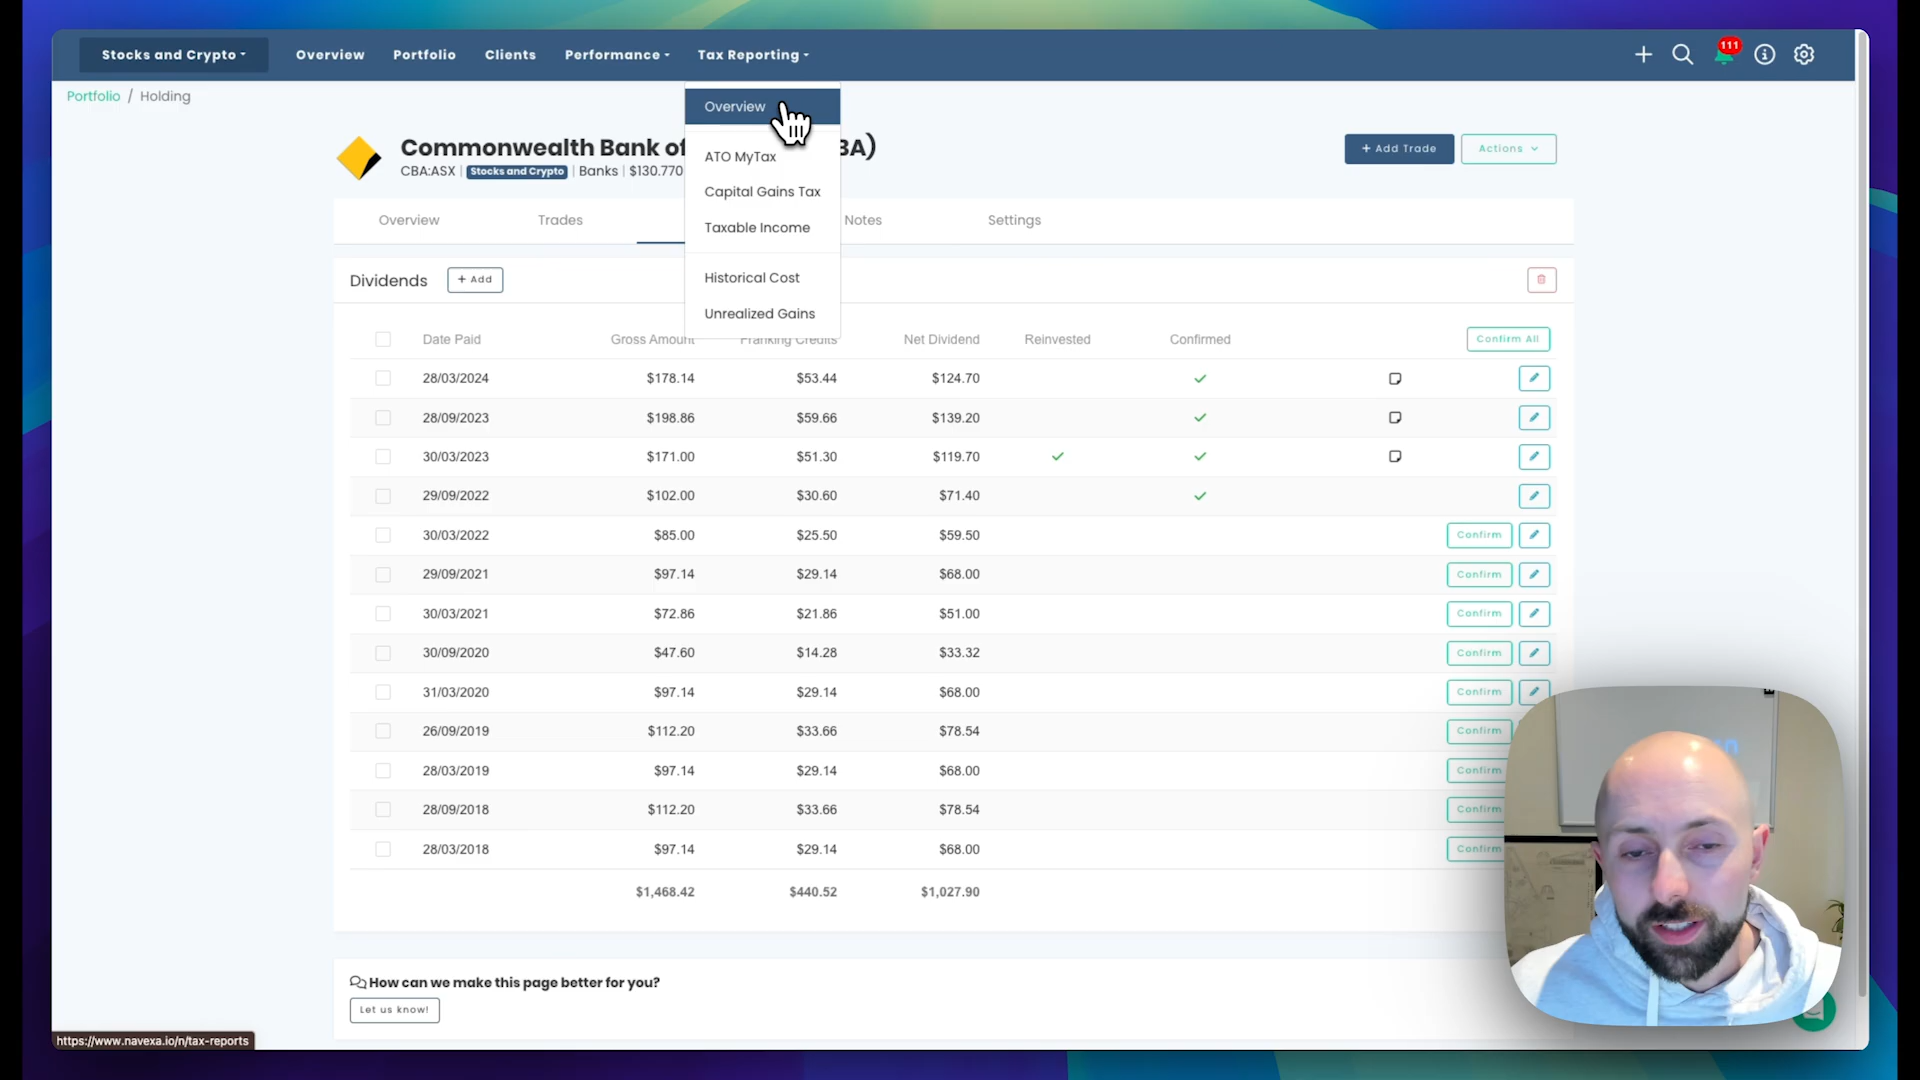 Stocks and Crypto Overview Portfolio Clients Performance Tax Reporting 111
Portfolio / Holding
Overview
Commonwealth Bank of BA)
+ Add Trade Actions
ATO MyTax
CBA:ASX | Stocks and Crypto | Banks | $130.770
Capital Gains Tax
Overview Trades Notes Settings
Taxable Income
Dividends + Add
Historical Cost
Unrealized Gains
Date Paid Gross Amount Franking Credits Net Dividend Reinvested Confirmed Confirm All
28/03/2024 $178.14 $53.44 $124.70
28/09/2023 $198.86 $59.66 $139.20
30/03/2023 $171.00 $51.30 $119.70
29/09/2022 $102.00 $30.60 $71.40
30/03/2022 $85.00 $25.50 $59.50 Confirm
29/09/2021 $97.14 $29.14 $68.00 Confirm
30/03/2021 $72.86 $21.86 $51.00 Confirm
30/09/2020 $47.60 $14.28 $33.32 Confirm
31/03/2020 $97.14 $29.14 $68.00 Confirm
26/09/2019 $112.20 $33.66 $78.54 Confirm
28/03/2019 $97.14 $29.14 $68.00 Confirm
28/09/2018 $112.20 $33.66 $78.54 Confirm
28/03/2018 $97.14 $29.14 $68.00 Confirm
$1,468.42 $440.52 $1,027.90
How can we make this page better for you?
Let us know!
https://www.navexa.io/n/tax-reports